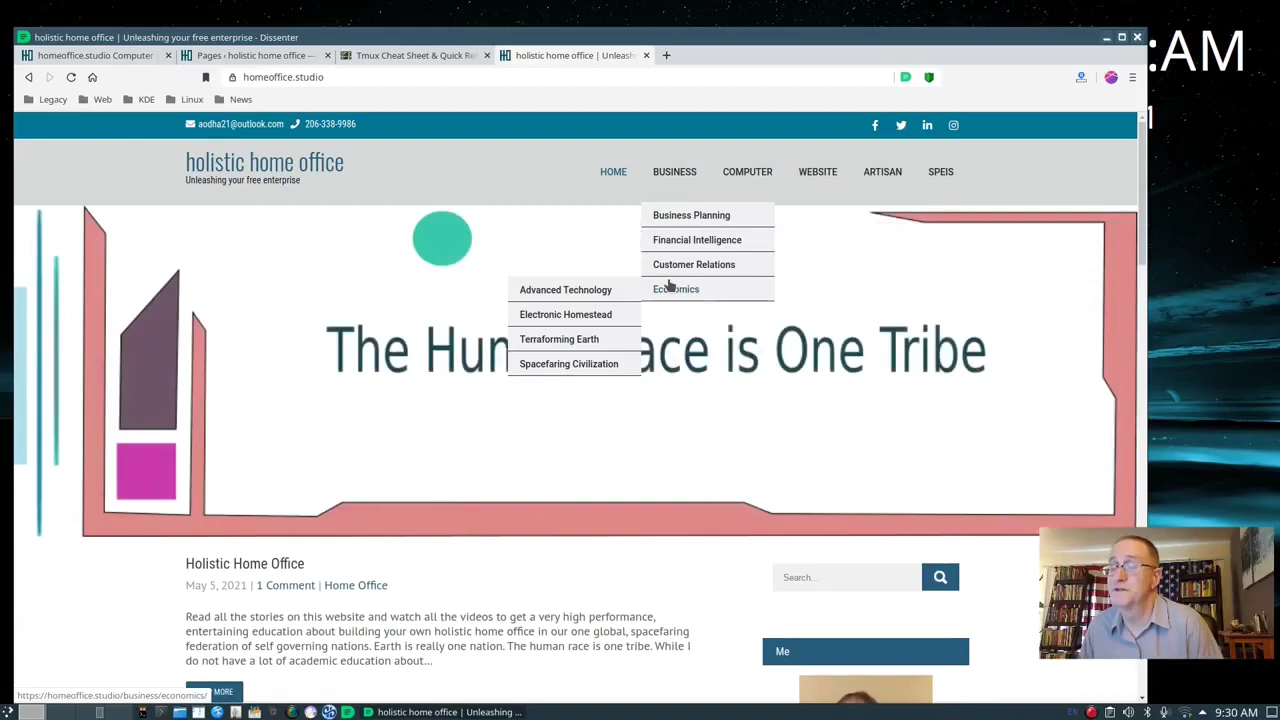 :AM
holistic home office | Unleashing your free enterprise - Dissenter
homeoffice.studio Computer
Pages ‹ holistic home office —
Tmux Cheat Sheet & Quick Re
holistic home office | Unleash
homeoffice.studio
Legacy
Web
KDE
Linux
News
aodha21@outlook.com
206-338-9986
holistic home office
Unleashing your free enterprise
HOME
BUSINESS
COMPUTER
WEBSITE
ARTISAN
SPEIS
Business Planning
Financial Intelligence
Customer Relations
Economics
Advanced Technology
Electronic Homestead
Terraforming Earth
Spacefaring Civilization
The Hum ace is One Tribe
Holistic Home Office
May 5, 2021 | 1 Comment | Home Office
Search...
Read all the stories on this website and watch all the videos to get a very high performance,
entertaining education about building your own holistic home office in our one global, spacefaring
federation of self governing nations. Earth is really one nation. The human race is one tribe. While I
do not have a lot of academic education about...
Me
MORE
https://homeoffice.studio/business/economics/
holistic home office | Unleashing ...
EN
9:30 AM